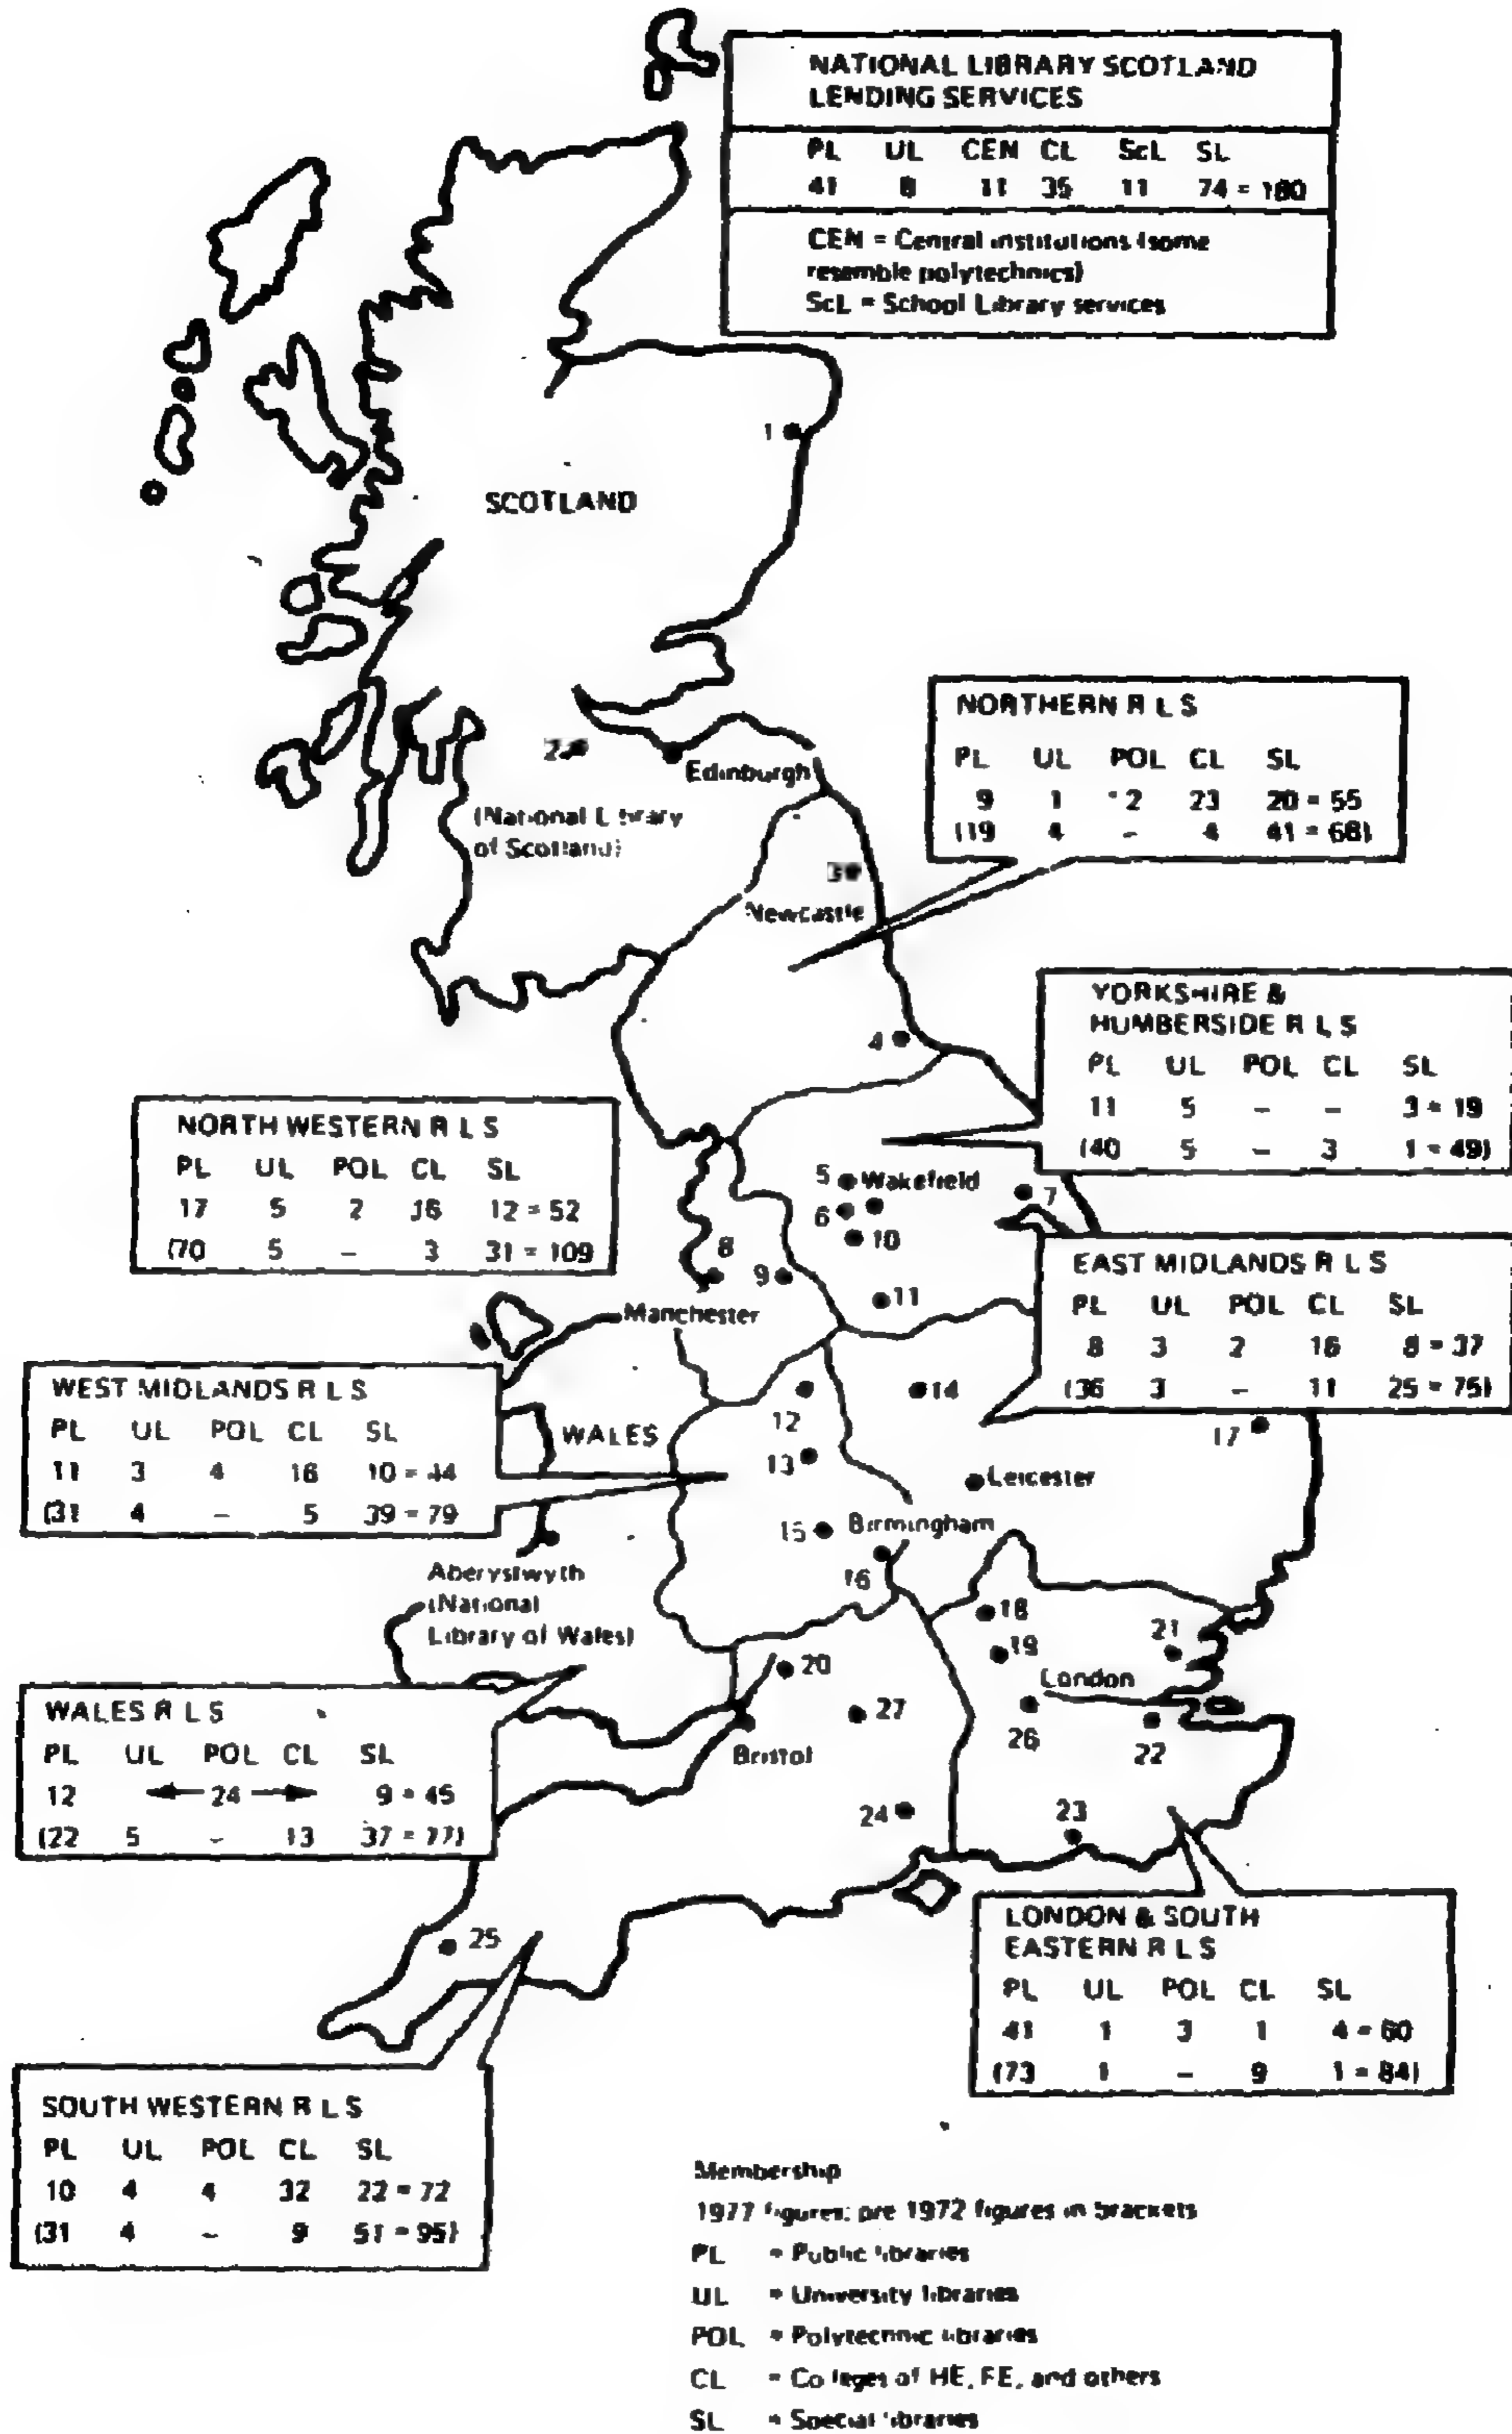 NATIONAL LIBRARY SCOTLAND
LENDING SERVICES
PL UL CEN CL ScL SL
41 8 11 35 11 74 = 180
CEN = Central institutions (some
resemble polytechnics)
ScL = School Library services
1
SCOTLAND
2
Edinburgh
(National Library
of Scotland)
NORTHERN R L S
PL UL POL CL SL
9 1 2 23 20 = 55
(19 4 – 4 41 = 68)
3
Newcastle
YORKSHIRE &
HUMBERSIDE R L S
PL UL POL CL SL
11 5 – – 3 = 19
(40 5 – 3 1 = 49)
4
NORTH WESTERN R L S
PL UL POL CL SL
17 5 2 16 12 = 52
(70 5 – 3 31 = 109
5 Wakefield
6
7
8
9
10
11
Manchester
EAST MIDLANDS R L S
PL UL POL CL SL
8 3 2 16 8 = 37
(36 3 – 11 25 = 75)
WEST MIDLANDS R L S
PL UL POL CL SL
11 3 4 16 10 = 44
(31 4 – 5 39 = 79
WALES
12
13
14
17
Leicester
15 Birmingham
16
Aberystwyth
(National
Library of Wales)
18
19
21
London
20
27
26
22
Bristol
WALES R L S
PL UL POL CL SL
12 ← 24 → 9 = 45
(22 5 – 13 37 = 77)
24
23
25
LONDON & SOUTH
EASTERN R L S
PL UL POL CL SL
41 1 3 1 4 = 60
(73 1 – 9 1 = 84)
SOUTH WESTERN R L S
PL UL POL CL SL
10 4 4 32 22 = 72
(31 4 – 9 51 = 95)
Membership
1977 figures: pre 1972 figures in brackets
PL = Public libraries
UL = University libraries
POL = Polytechnic libraries
CL = Colleges of HE, FE, and others
SL = Special libraries